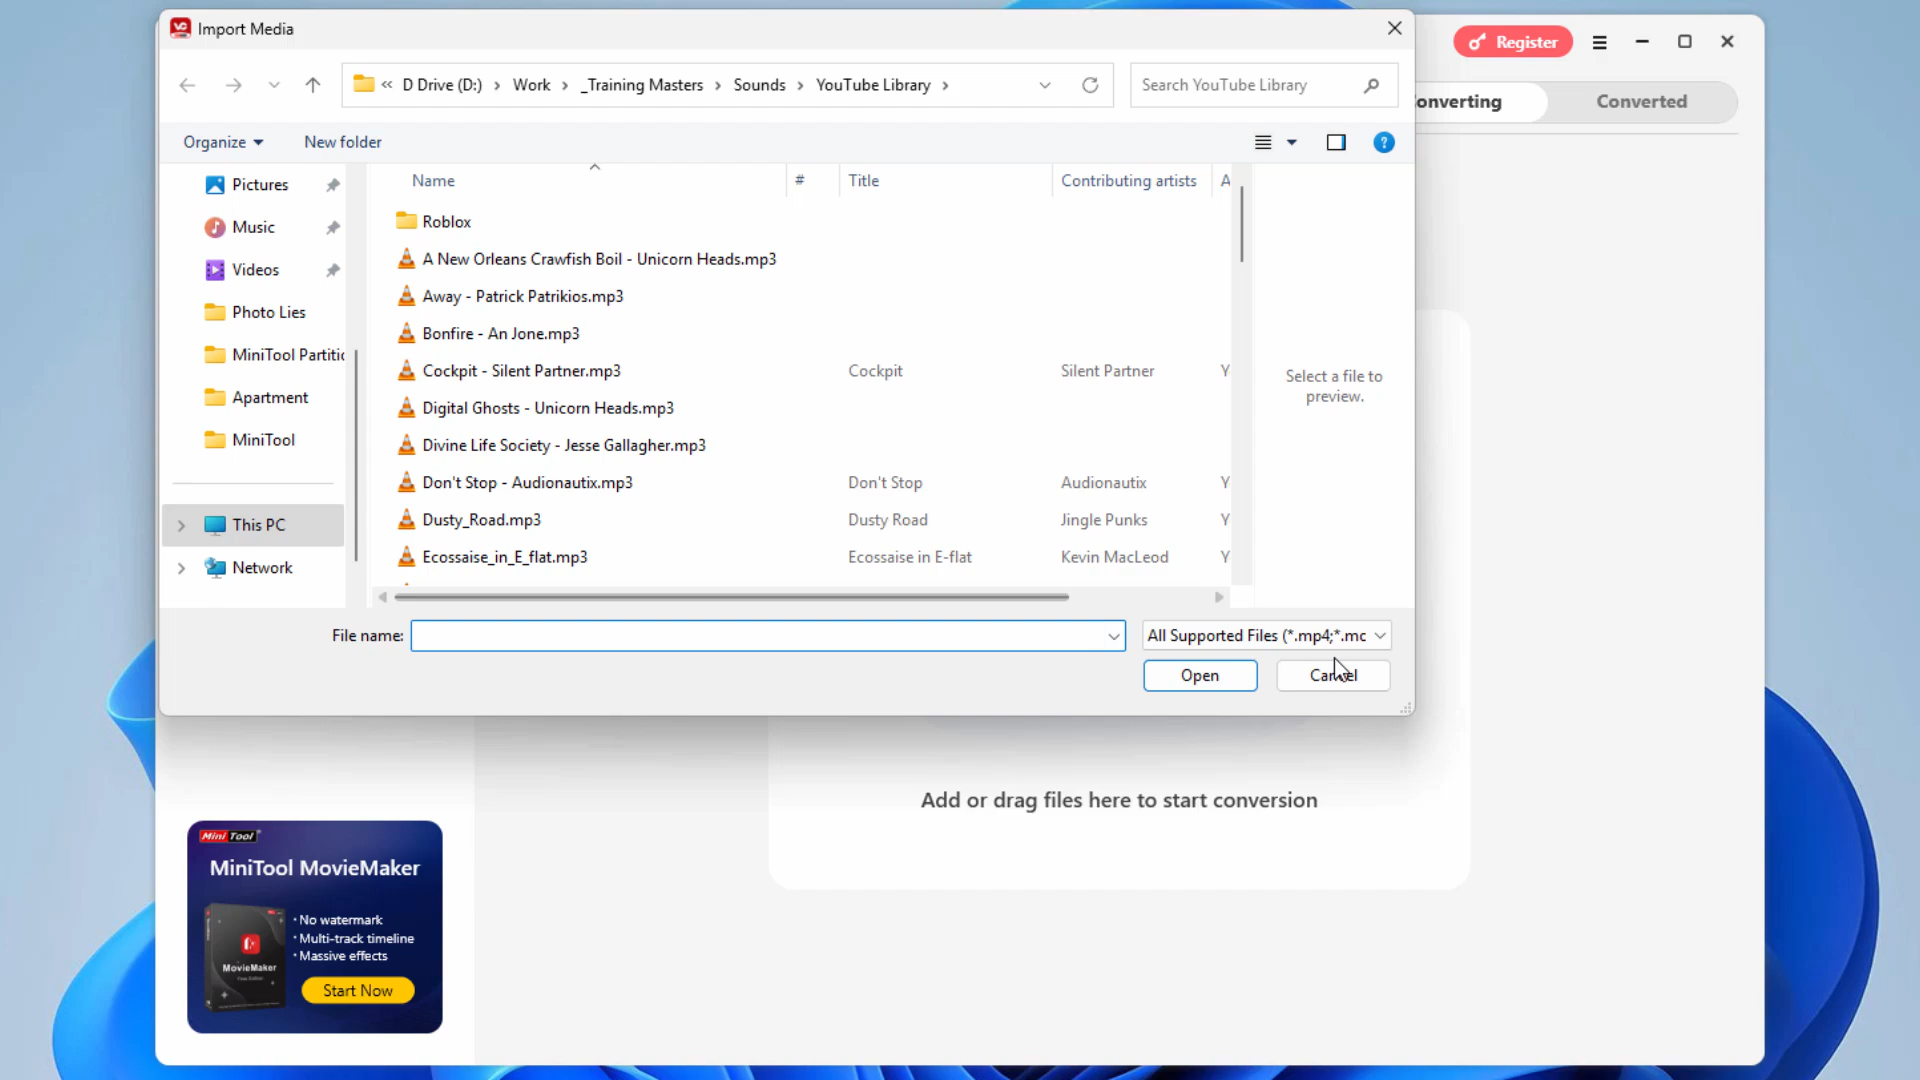 Import Media
Register
« D Drive (D:) > Work > _Training Masters > Sounds > YouTube Library >
Search YouTube Library
onverting
Converted
Organize
New folder
?
Pictures
Music
Videos
Photo Lies
MiniTool Partitic
Apartment
MiniTool
This PC
Network
Name # Title Contributing artists A
Roblox
A New Orleans Crawfish Boil - Unicorn Heads.mp3
Away - Patrick Patrikios.mp3
Bonfire - An Jone.mp3
Cockpit - Silent Partner.mp3 Cockpit Silent Partner Y
Digital Ghosts - Unicorn Heads.mp3
Divine Life Society - Jesse Gallagher.mp3
Don't Stop - Audionautix.mp3 Don't Stop Audionautix Y
Dusty_Road.mp3 Dusty Road Jingle Punks Y
Ecossaise_in_E_flat.mp3 Ecossaise in E-flat Kevin MacLeod Y
Select a file to
preview.
File name:
All Supported Files (*.mp4;*.mc
Open
Cancel
Add or drag files here to start conversion
Mini Tool
MiniTool MovieMaker
· No watermark
· Multi-track timeline
· Massive effects
MovieMaker
Start Now